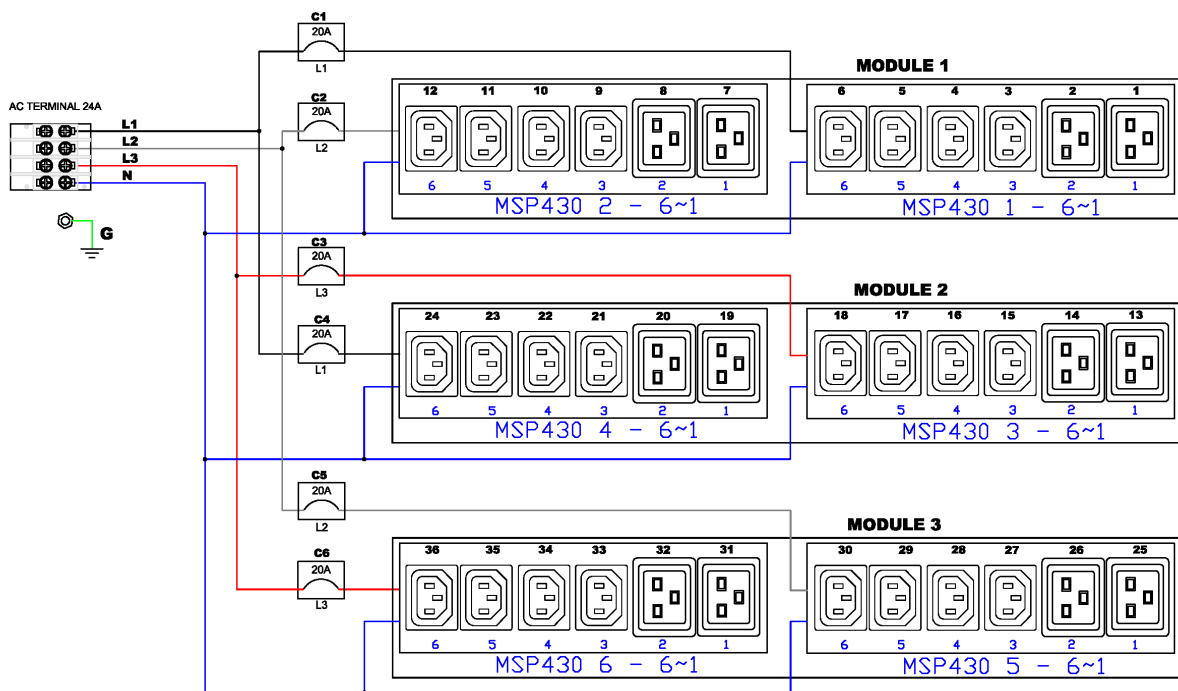 C1
20A
L1
MODULE 1
AC TERMINAL 24A
L1
L2
L3
N
G
C2
20A
L2
12 11 10 9 8 7
6 5 4 3 2 1
MSP430 2 - 6~1
6 5 4 3 2 1
6 5 4 3 2 1
MSP430 1 - 6~1
C3
20A
L3
MODULE 2
C4
20A
L1
24 23 22 21 20 19
6 5 4 3 2 1
MSP430 4 - 6~1
18 17 16 15 14 13
6 5 4 3 2 1
MSP430 3 - 6~1
C5
20A
L2
MODULE 3
C6
20A
L3
36 35 34 33 32 31
6 5 4 3 2 1
MSP430 6 - 6~1
30 29 28 27 26 25
6 5 4 3 2 1
MSP430 5 - 6~1